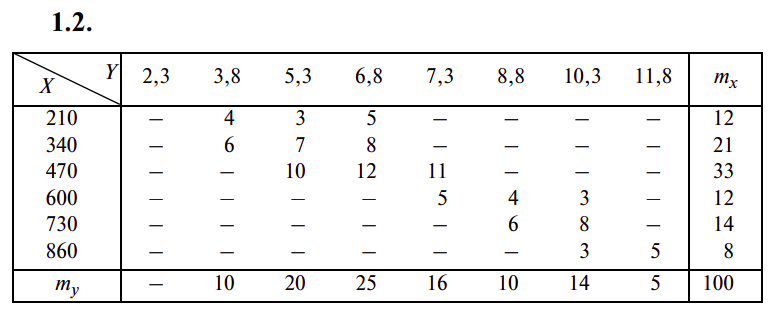 1.2.
X Y 2,3 3,8 5,3 6,8 7,3 8,8 10,3 11,8 mₓ
210 — 4 3 5 — — — — 12
340 — 6 7 8 — — — — 21
470 — — 10 12 11 — — — 33
600 — — — — 5 4 3 — 12
730 — — — — — 6 8 — 14
860 — — — — — — 3 5 8
m_y — 10 20 25 16 10 14 5 100